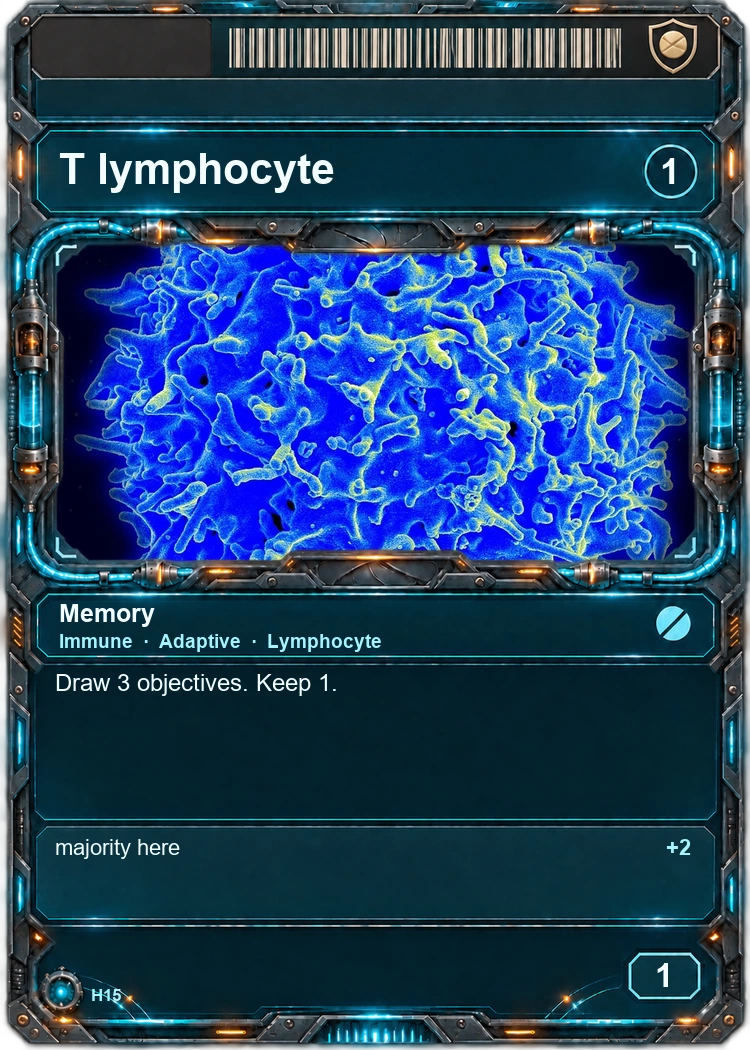 T lymphocyte
1
Memory
Immune · Adaptive · Lymphocyte
Draw 3 objectives. Keep 1.
majority here +2
H15
1